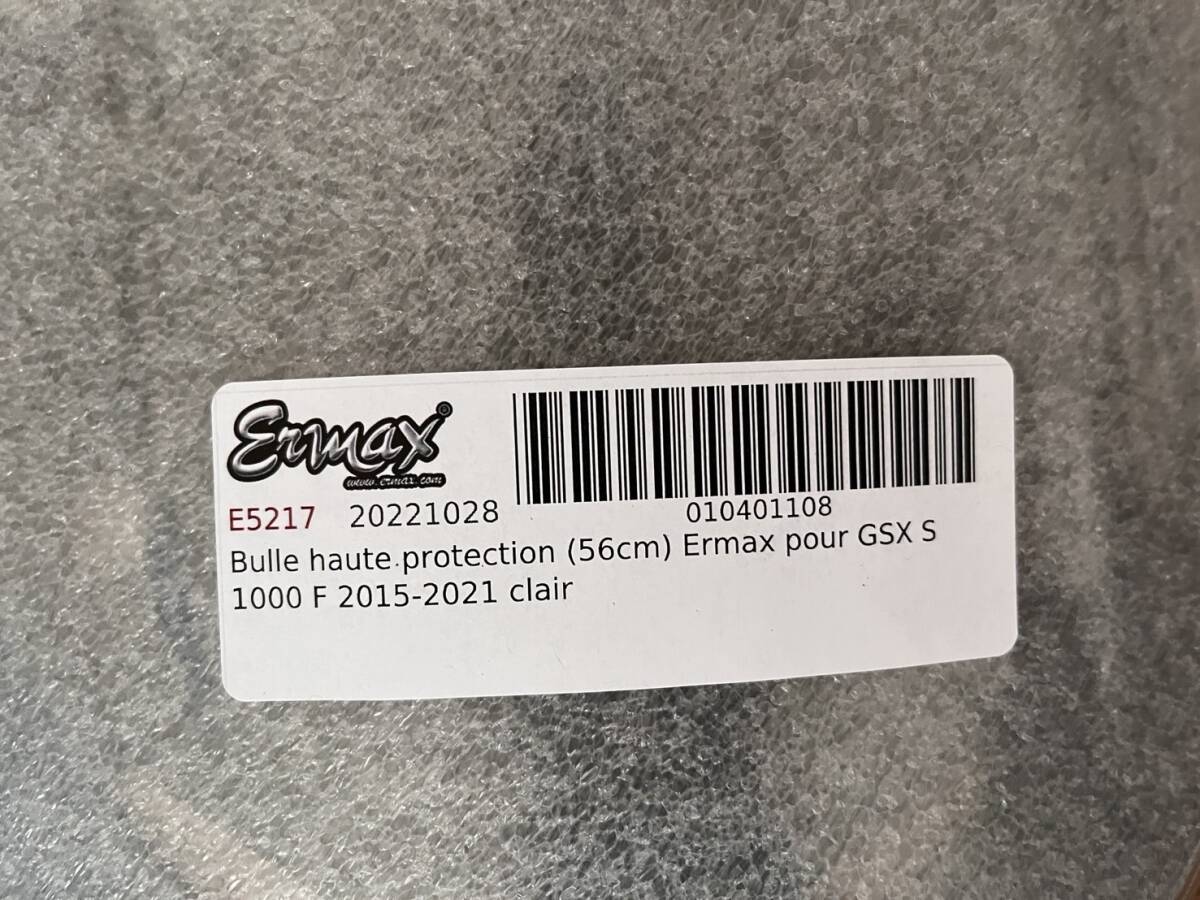 Ermax®
www.ermax.com
E5217 20221028 010401108
Bulle haute protection (56cm) Ermax pour GSX S
1000 F 2015-2021 clair